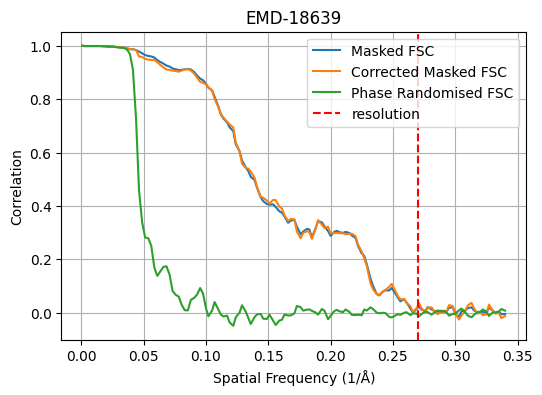 EMD-18639
Masked FSC
Corrected Masked FSC
Phase Randomised FSC
resolution
Correlation
1.0
0.8
0.6
0.4
0.2
0.0
0.00 0.05 0.10 0.15 0.20 0.25 0.30 0.35
Spatial Frequency (1/Å)